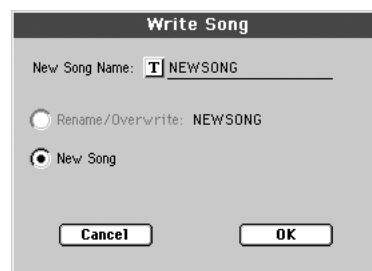 Write Song
New Song Name: T NEWSONG
Rename/Overwrite: NEWSONG
New Song
Cancel OK